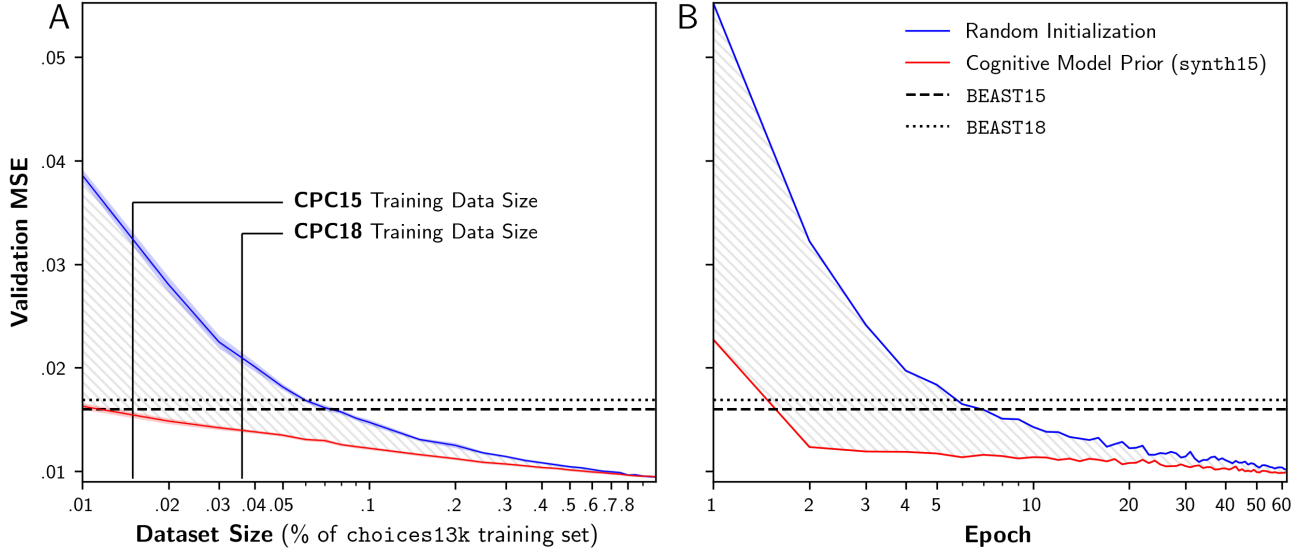 A
B
Validation MSE
.05
.04
.03
.02
.01
CPC15 Training Data Size
CPC18 Training Data Size
.01
.02
.03
.04
.05
.1
.2
.3
.4
.5
.6
.7
.8
Dataset Size (% of choices13k training set)
Random Initialization
Cognitive Model Prior (synth15)
BEAST15
BEAST18
1
2
3
4
5
10
20
30
40
50
60
Epoch